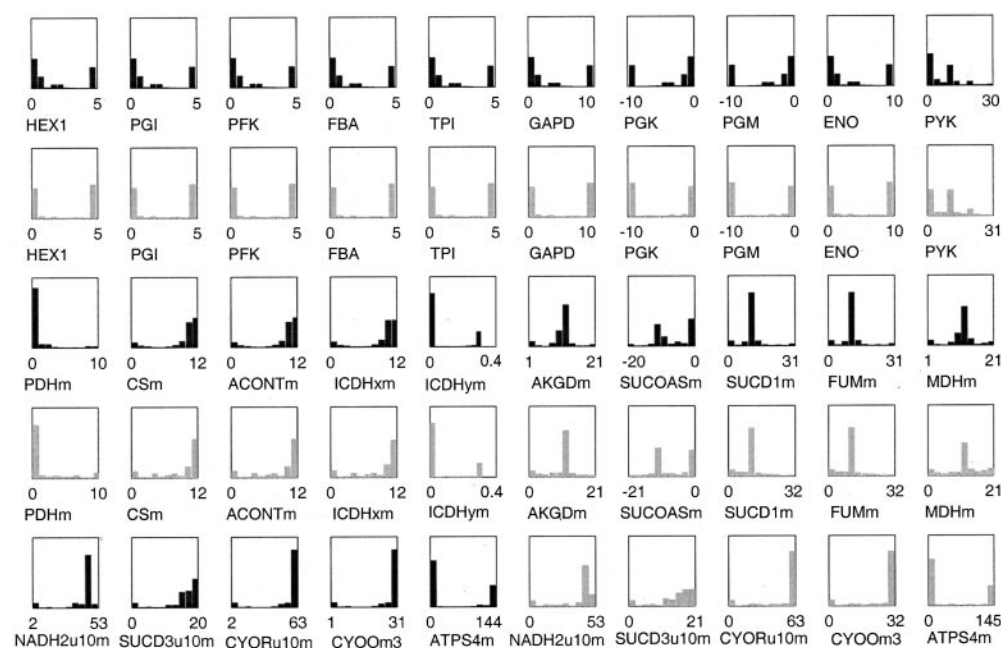 0 5 0 5 0 5 0 5 0 5 0 10 -10 0 -10 0 0 10 0 30
HEX1 PGI PFK FBA TPI GAPD PGK PGM ENO PYK
0 5 0 5 0 5 0 5 0 5 0 10 -10 0 -10 0 0 10 0 31
HEX1 PGI PFK FBA TPI GAPD PGK PGM ENO PYK
0 10 0 12 0 12 0 12 0 0.4 1 21 -20 0 0 31 0 31 1 21
PDHm CSm ACONTm ICDHxm ICDHym AKGDm SUCOASm SUCD1m FUMm MDHm
0 10 0 12 0 12 0 12 0 0.4 0 21 -21 0 0 32 0 32 0 21
PDHm CSm ACONTm ICDHxm ICDHym AKGDm SUCOASm SUCD1m FUMm MDHm
2 53 0 20 2 63 1 31 0 144 0 53 0 21 0 63 0 32 0 145
NADH2u10m SUCD3u10m CYORu10m CYOOm3 ATPS4m NADH2u10m SUCD3u10m CYORu10m CYOOm3 ATPS4m